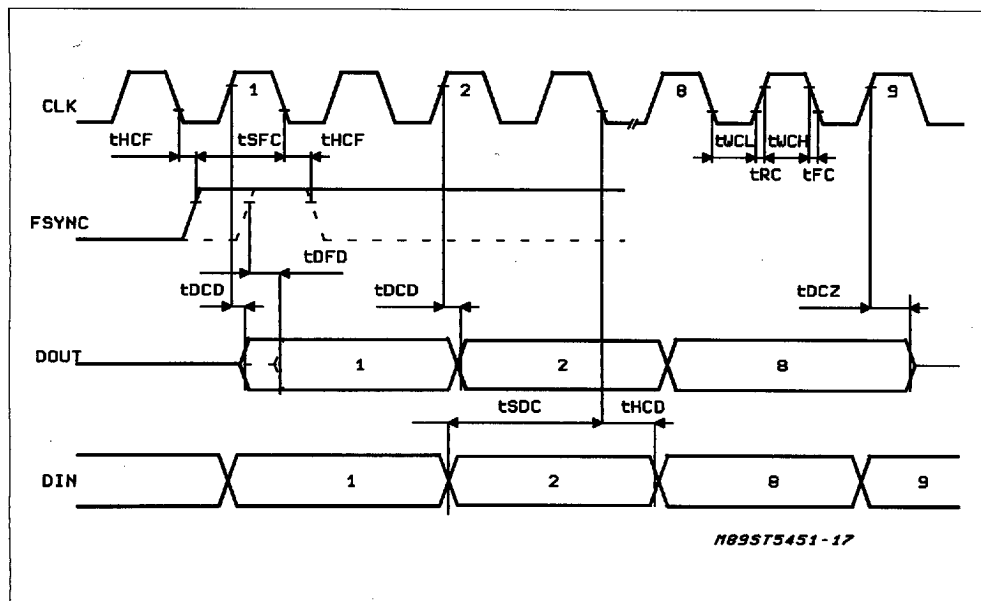 1 2 8 9
CLK
tHCF tSFC tHCF tWCL tWCH
tRC tFC
FSYNC
tDFD
tDCD tDCD tDCZ
DOUT 1 2 8
tSDC tHCD
DIN 1 2 8 9
M89ST5451-17